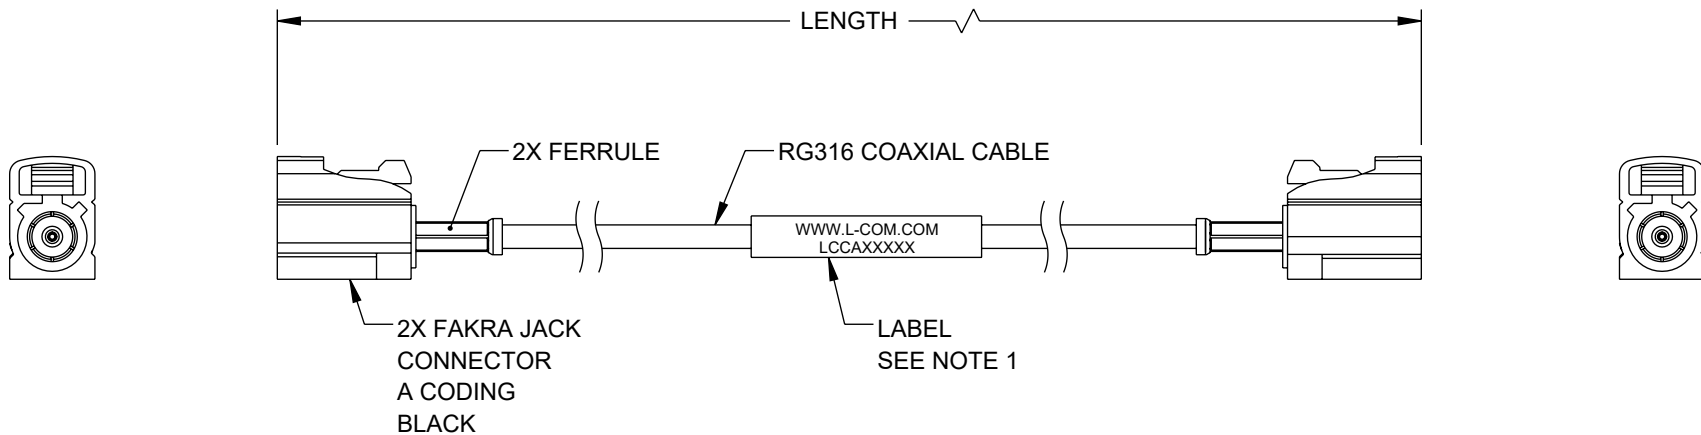 LENGTH
2X FERRULE
RG316 COAXIAL CABLE
WWW.L-COM.COM
LCCAXXXXX
2X FAKRA JACK
CONNECTOR
A CODING
BLACK
LABEL
SEE NOTE 1